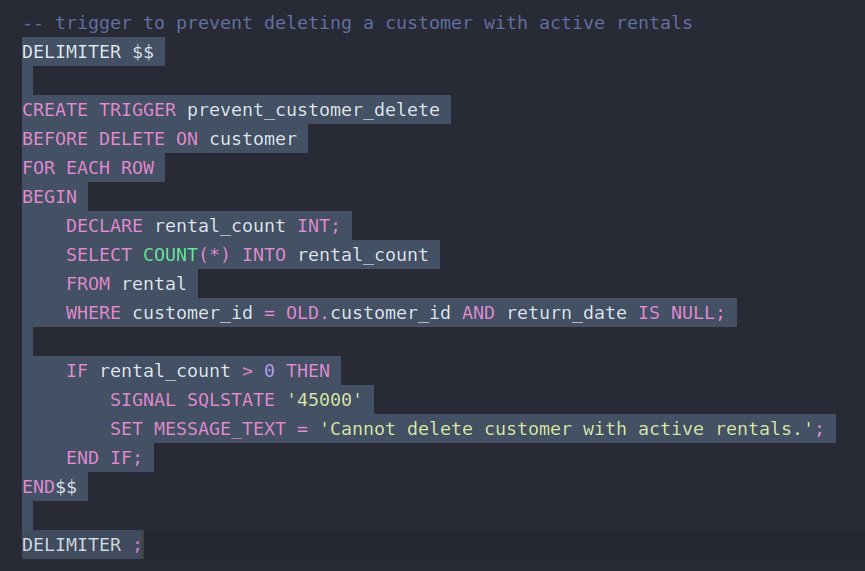 -- trigger to prevent deleting a customer with active rentals
DELIMITER $$

CREATE TRIGGER prevent_customer_delete
BEFORE DELETE ON customer
FOR EACH ROW
BEGIN
    DECLARE rental_count INT;
    SELECT COUNT(*) INTO rental_count
    FROM rental
    WHERE customer_id = OLD.customer_id AND return_date IS NULL;

    IF rental_count > 0 THEN
        SIGNAL SQLSTATE '45000'
        SET MESSAGE_TEXT = 'Cannot delete customer with active rentals.';
    END IF;
END$$

DELIMITER ;